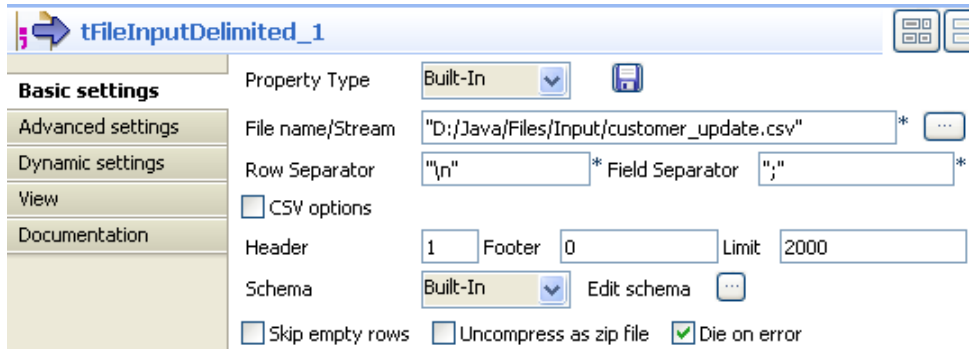 tFileInputDelimited_1
Basic settings
Advanced settings
Dynamic settings
View
Documentation
Property Type Built-In
File name/Stream "D:/Java/Files/Input/customer_update.csv" * ...
Row Separator "\n" * Field Separator ";" *
CSV options
Header 1 Footer 0 Limit 2000
Schema Built-In Edit schema ...
Skip empty rows Uncompress as zip file Die on error